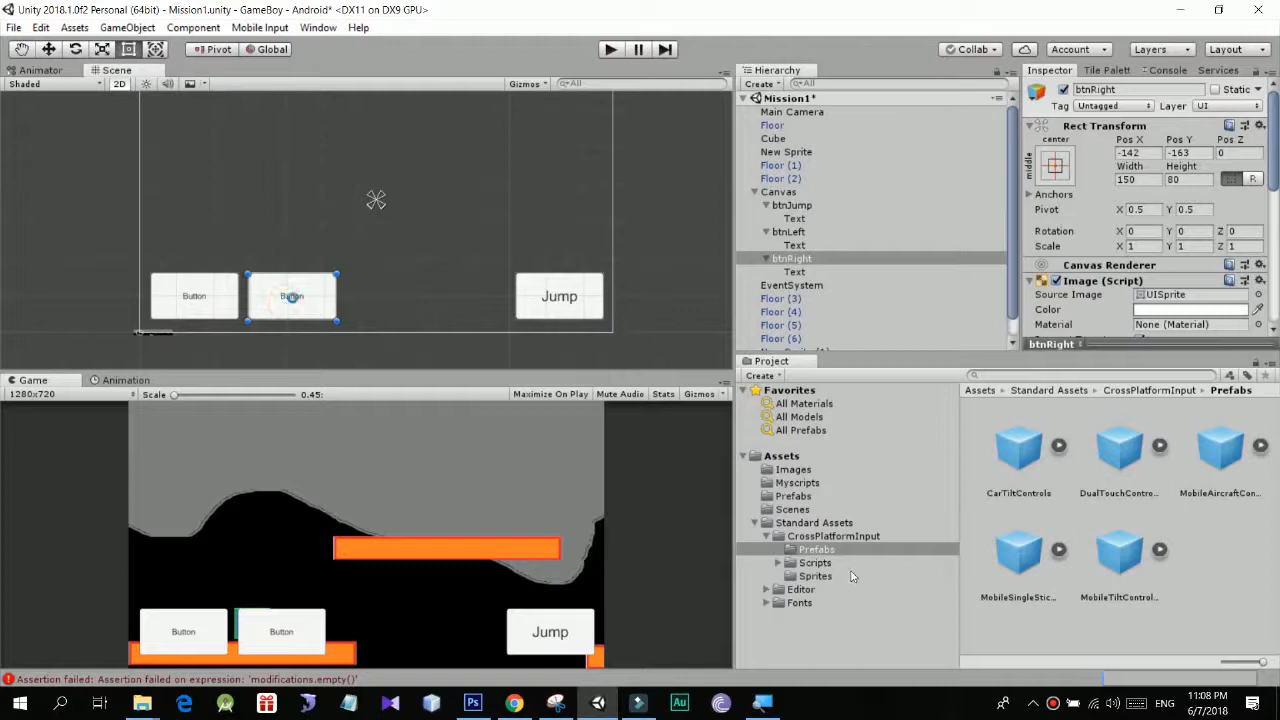 Unity 2018.1.0f2 Personal (64bit) - Mission1.unity - GameBoy - Android* <DX11 on DX9 GPU>
File Edit Assets GameObject Component Mobile Input Window Help
Pivot Global Collab Account Layers Layout
Animator Scene
Shaded 2D Gizmos All
Button Button Jump
Game Animation
1280x720 Scale 0.45: Maximize On Play Mute Audio Stats Gizmos
Button Button Jump
Hierarchy
Create All
Mission1*
Main Camera
Floor
Cube
New Sprite
Floor (1)
Floor (2)
Canvas
btnJump
Text
btnLeft
Text
btnRight
Text
EventSystem
Floor (3)
Floor (4)
Floor (5)
Floor (6)
Inspector Tile Palett Console Services
btnRight Static
Tag Untagged Layer UI
Rect Transform
center Pos X Pos Y Pos Z
middle -142 -163 0
Width Height
150 80 R
Anchors
Pivot X 0.5 Y 0.5
Rotation X 0 Y 0 Z 0
Scale X 1 Y 1 Z 1
Canvas Renderer
Image (Script)
Source Image UISprite
Color
Material None (Material)
btnRight
Project
Create
Favorites
All Materials
All Models
All Prefabs
Assets
Images
Myscripts
Prefabs
Scenes
Standard Assets
CrossPlatformInput
Prefabs
Scripts
Sprites
Editor
Fonts
Assets Standard Assets CrossPlatformInput Prefabs
CarTiltControls DualTouchContro... MobileAircraftCon...
MobileSingleStic... MobileTiltControl...
Assertion failed: Assertion failed on expression: 'modifications.empty()'
Ps Au
ENG 11:08 PM
6/7/2018